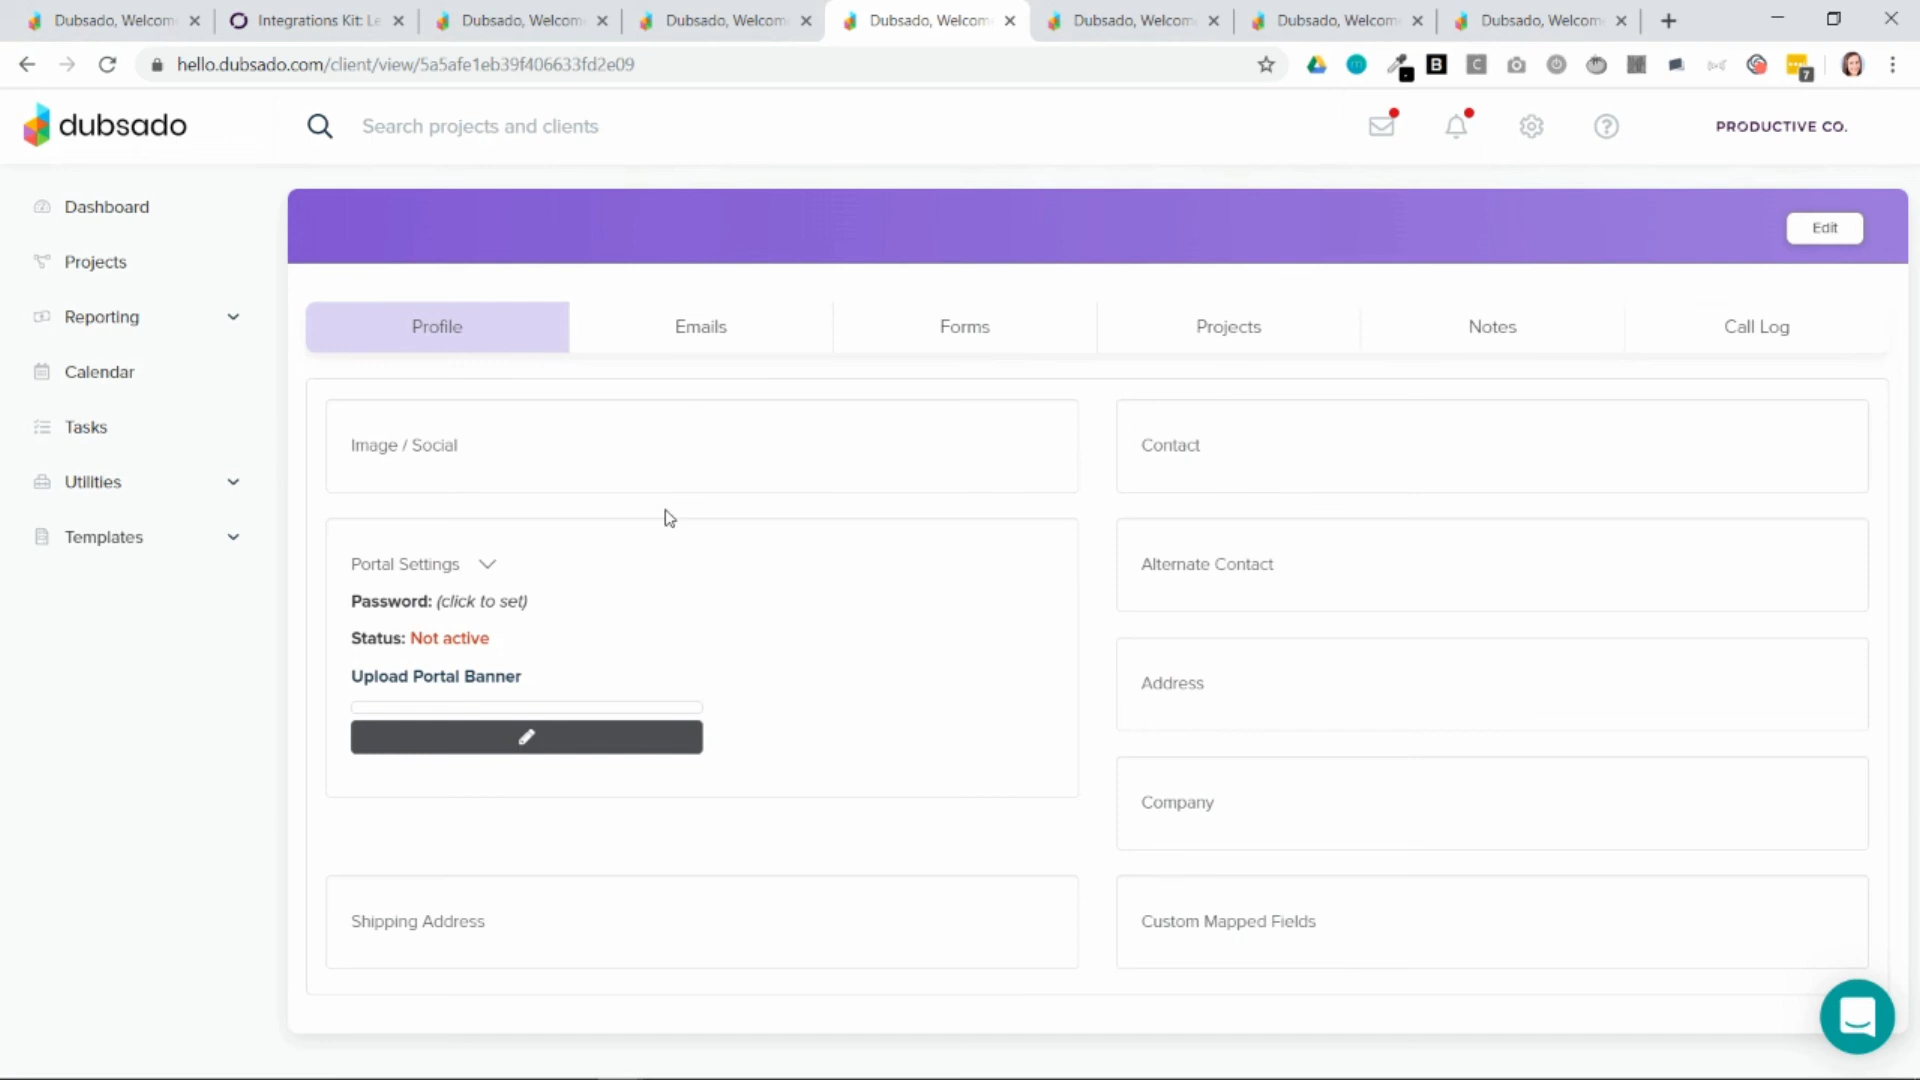 Dubsado, Welcom
Integrations Kit: Le
Dubsado, Welcom
Dubsado, Welcom
Dubsado, Welcom
Dubsado, Welcom
Dubsado, Welcom
Dubsado, Welcom
hello.dubsado.com/client/view/5a5afe1eb39f406633fd2e09
B
C
7
dubsado
Search projects and clients
PRODUCTIVE CO.
Dashboard
Projects
Reporting
Calendar
Tasks
Utilities
Templates
Edit
Profile
Emails
Forms
Projects
Notes
Call Log
Image / Social
Contact
Portal Settings
Password: (click to set)
Status: Not active
Upload Portal Banner
Alternate Contact
Address
Company
Shipping Address
Custom Mapped Fields